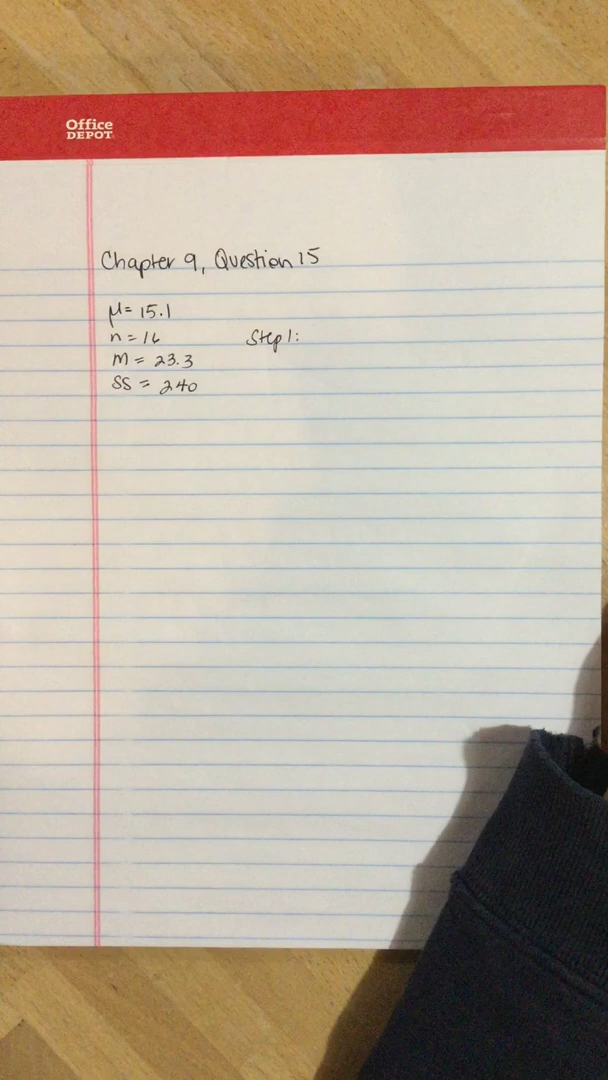 Office
DEPOT
Chapter 9, Question 15
μ = 15.1
n = 16
Step 1:
M = 23.3
SS = 240